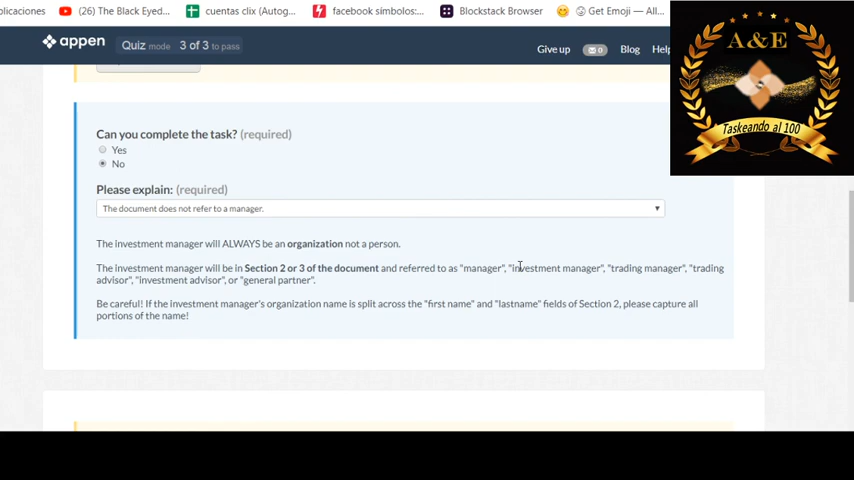 plicaciones
(26) The Black Eyed...
cuentas clix (Autog...
facebook símbolos:...
Blockstack Browser
Get Emoji — All...
appen
Quiz mode
3 of 3 to pass
Give up
0
Blog
Help
A&E
Taskeando al 100
Can you complete the task? (required)
Yes
No
Please explain: (required)
The document does not refer to a manager.
The investment manager will ALWAYS be an organization not a person.
The investment manager will be in Section 2 or 3 of the document and referred to as "manager", "investment manager", "trading manager", "trading
advisor", "investment advisor", or "general partner".
Be careful! If the investment manager's organization name is split across the "first name" and "lastname" fields of Section 2, please capture all
portions of the name!